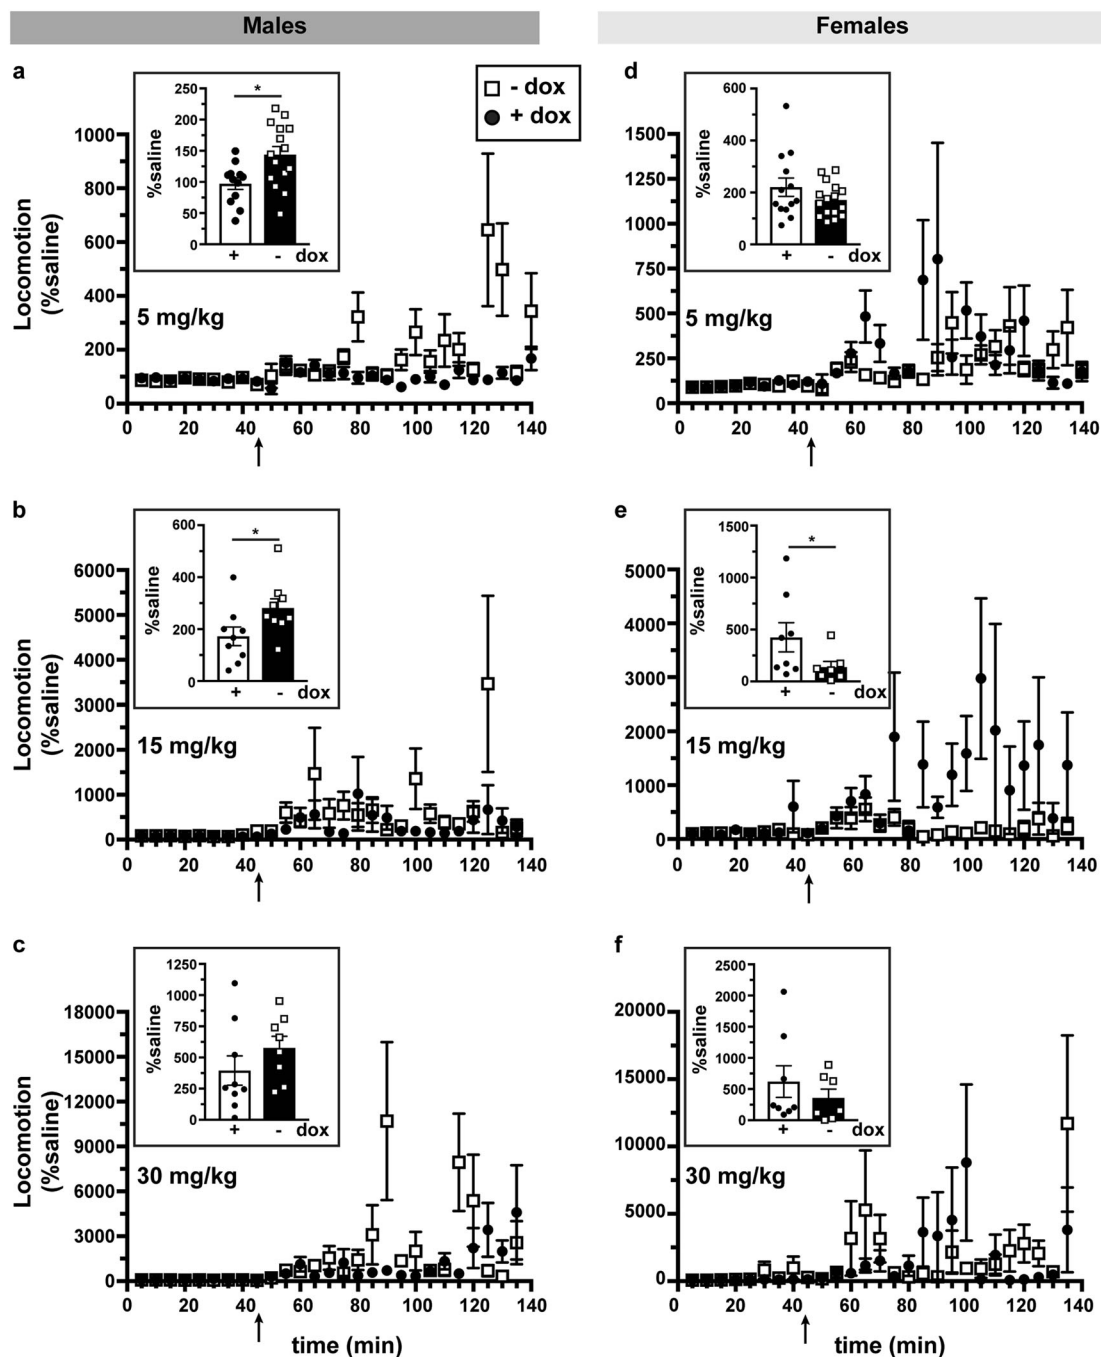 Males
Females
a
250
200
150
100
50
0
%saline
*
+ - dox
- dox
+ dox
1000
800
600
400
200
0
Locomotion
(%saline)
5 mg/kg
0 20 40 60 80 100 120 140
d
600
400
200
0
%saline
+ - dox
1500
1250
1000
750
500
250
0
5 mg/kg
0 20 40 60 80 100 120 140
b
600
400
200
0
%saline
*
+ - dox
6000
5000
4000
3000
2000
1000
0
Locomotion
(%saline)
15 mg/kg
0 20 40 60 80 100 120 140
e
1500
1000
500
0
%saline
*
+ - dox
5000
4000
3000
2000
1000
0
15 mg/kg
0 20 40 60 80 100 120 140
c
1250
1000
750
500
250
0
%saline
+ - dox
18000
15000
12000
9000
6000
3000
0
Locomotion
(%saline)
30 mg/kg
0 20 40 60 80 100 120 140
time (min)
f
2500
2000
1500
1000
500
0
%saline
+ - dox
20000
15000
10000
5000
0
30 mg/kg
0 20 40 60 80 100 120 140
time (min)